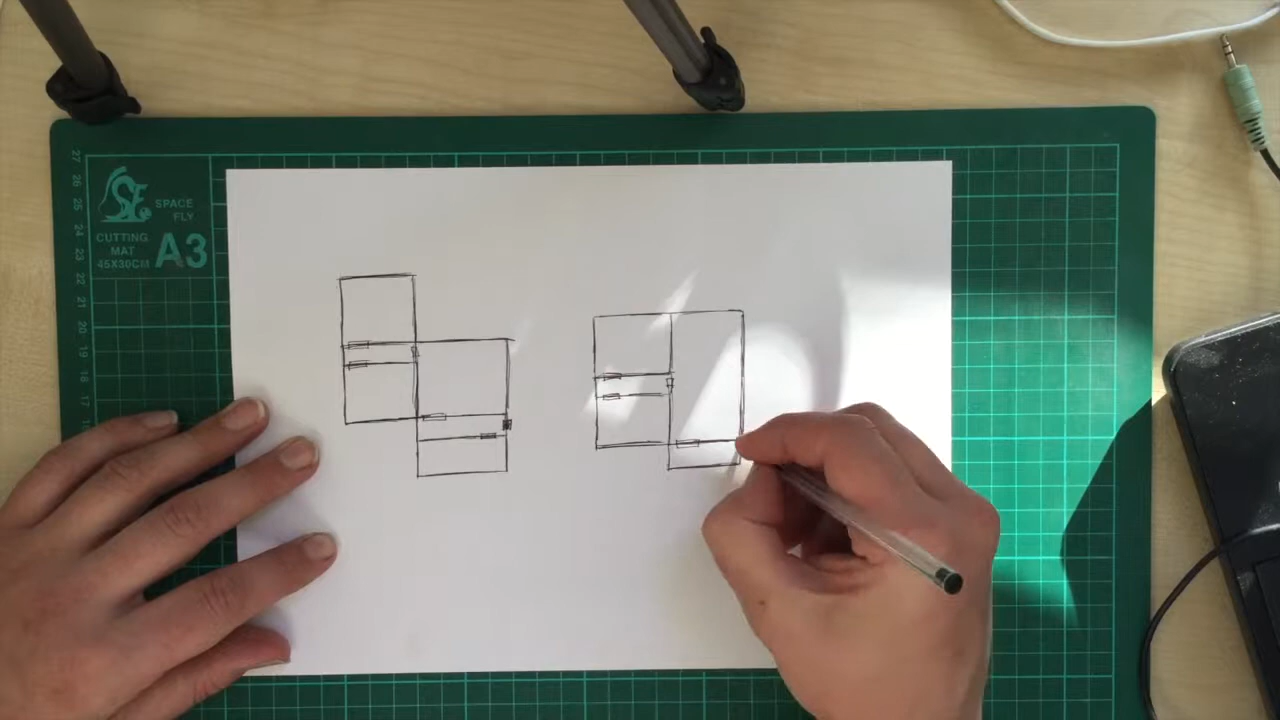 SPACE
FLY
CUTTING
MAT
45X30CM
A3
27
26
25
24
23
22
21
20
19
18
17